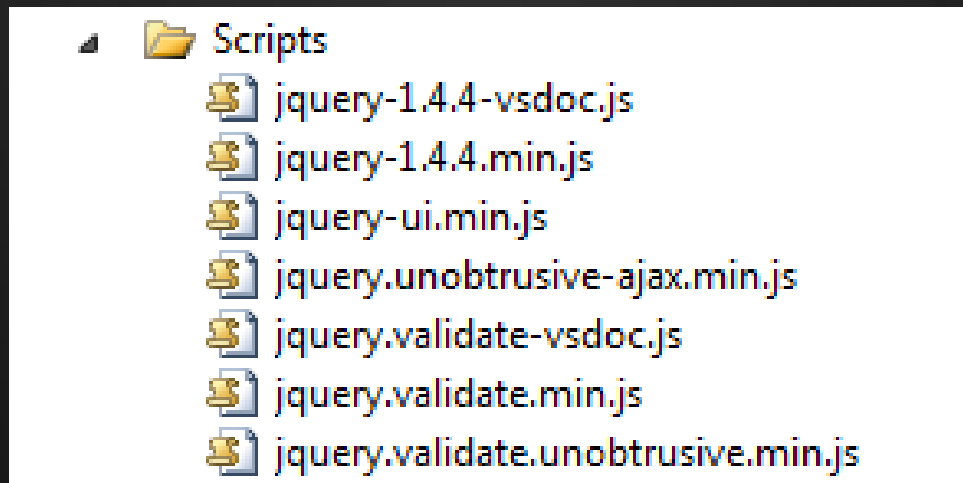 Scripts
jquery-1.4.4-vsdoc.js
jquery-1.4.4.min.js
jquery-ui.min.js
jquery.unobtrusive-ajax.min.js
jquery.validate-vsdoc.js
jquery.validate.min.js
jquery.validate.unobtrusive.min.js